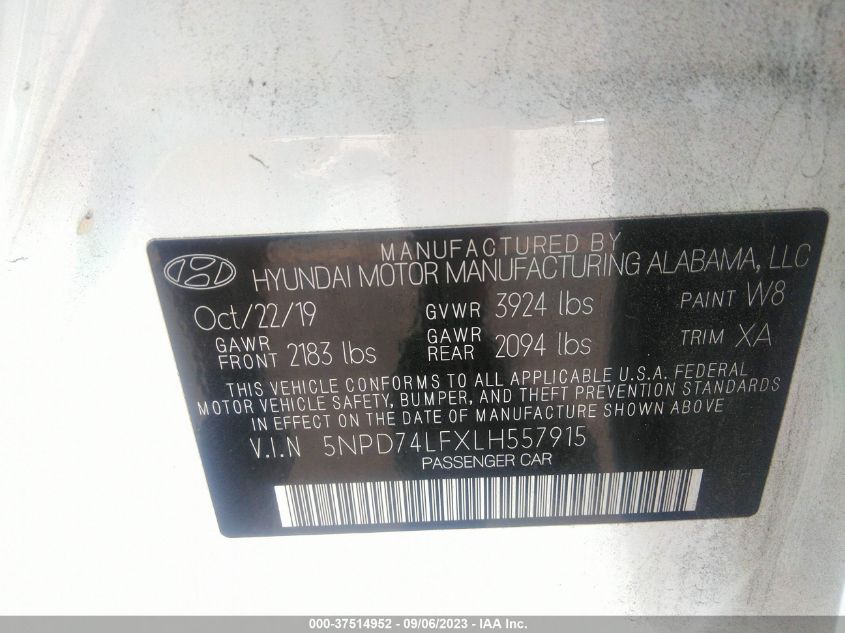 MANUFACTURED BY
HYUNDAI MOTOR MANUFACTURING ALABAMA, LLC
Oct/22/19 GVWR 3924 lbs PAINT W8
GAWR FRONT 2183 lbs GAWR REAR 2094 lbs TRIM XA
THIS VEHICLE CONFORMS TO ALL APPLICABLE U.S.A. FEDERAL
MOTOR VEHICLE SAFETY, BUMPER, AND THEFT PREVENTION STANDARDS
IN EFFECT ON THE DATE OF MANUFACTURE SHOWN ABOVE
V.I.N 5NPD74LFXLH557915
PASSENGER CAR
000-37514952 - 09/06/2023 - IAA Inc.